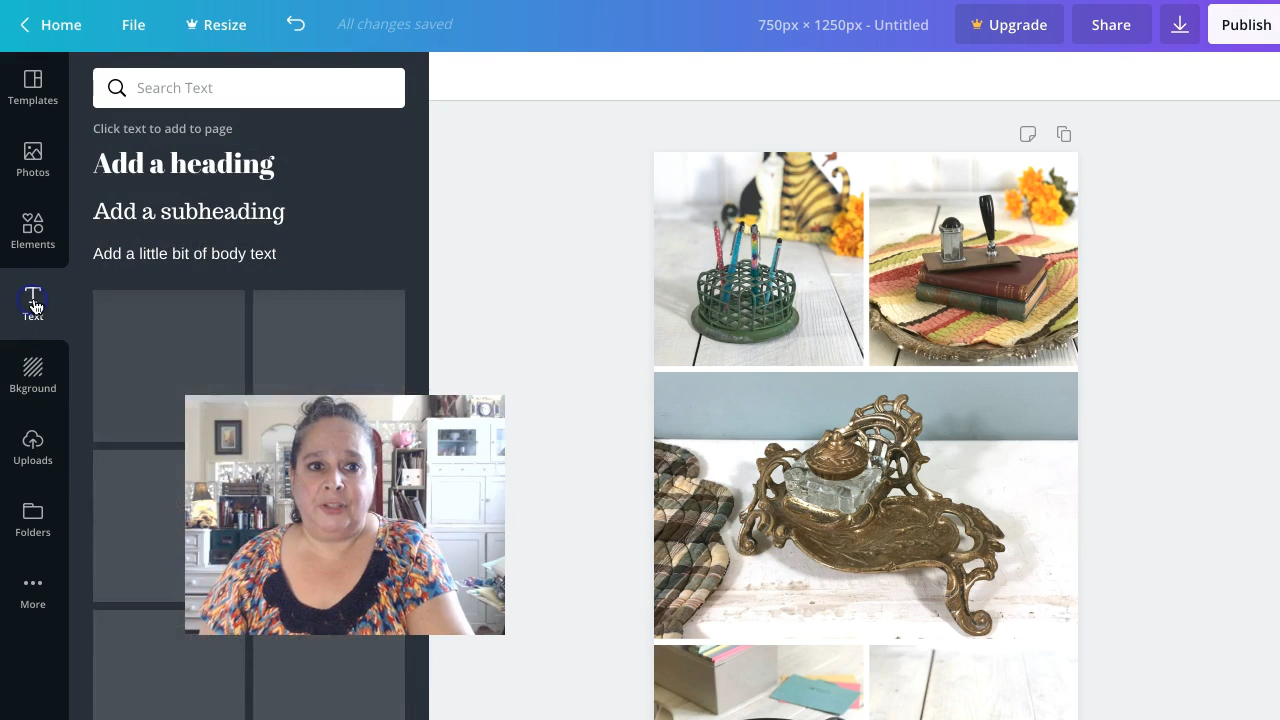 Home File Resize All changes saved 750px × 1250px - Untitled Upgrade Share Publish
Templates
Photos
Elements
Text
Bkground
Uploads
Folders
More
Search Text
Click text to add to page
Add a heading
Add a subheading
Add a little bit of body text